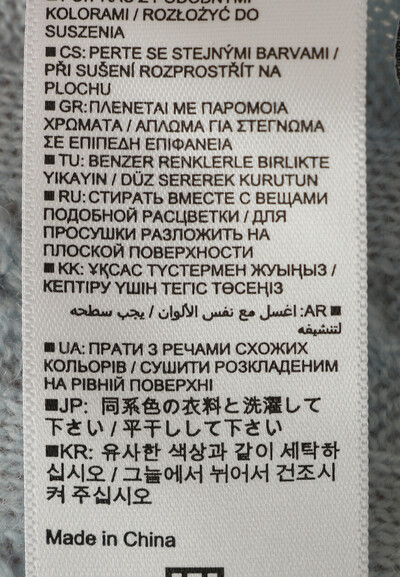 KOLORAMI / ROZŁOŻYĆ DO
SUSZENIA
■ CS: PERTE SE STEJNÝMI BARVAMI /
PŘI SUŠENÍ ROZPROSTŘÍT NA
PLOCHU
■ GR: ΠΛΕΝΕΤΑΙ ΜΕ ΠΑΡΟΜΟΙΑ
ΧΡΩΜΑΤΑ / ΑΠΛΩΜΑ ΓΙΑ ΣΤΕΓΝΩΜΑ
ΣΕ ΕΠΙΠΕΔΗ ΕΠΙΦΑΝΕΙΑ
■ TU: BENZER RENKLERLE BIRLIKTE
YIKAYIN / DÜZ SEREREK KURUTUN
■ RU: СТИРАТЬ ВМЕСТЕ С ВЕЩАМИ
ПОДОБНОЙ РАСЦВЕТКИ / ДЛЯ
ПРОСУШКИ РАЗЛОЖИТЬ НА
ПЛОСКОЙ ПОВЕРХНОСТИ
■ KK: ҰҚСАС ТҮСТЕРМЕН ЖУЫҢЫЗ /
КЕПТІРУ ҮШІН ТЕГІС ТӨСЕҢІЗ
■ AR: اغسل مع نفس الألوان / يجب سطحه
لتنشيفه
■ UA: ПРАТИ З РЕЧАМИ СХОЖИХ
КОЛЬОРІВ / СУШИТИ РОЗКЛАДЕНИМ
НА РІВНІЙ ПОВЕРХНІ
■JP: 同系色の衣料と洗濯して
下さい / 平干しして下さい
■KR: 유사한 색상과 같이 세탁하
십시오 / 그늘에서 뉘어서 건조시
켜 주십시오
Made in China